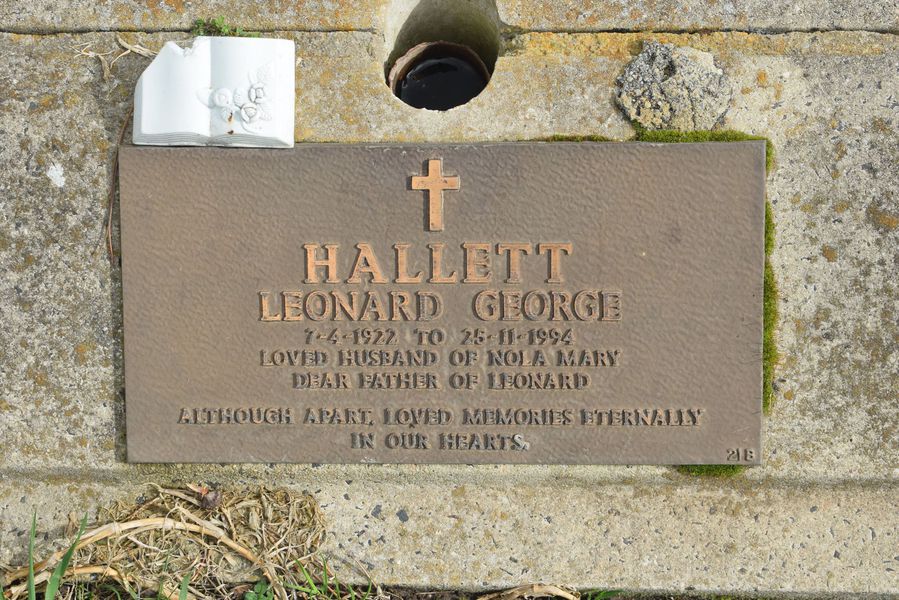 HALLETT
LEONARD GEORGE
7-4-1922 TO 25-11-1994
LOVED HUSBAND OF NOLA MARY
DEAR FATHER OF LEONARD
ALTHOUGH APART, LOVED MEMORIES ETERNALLY
IN OUR HEARTS.
21B